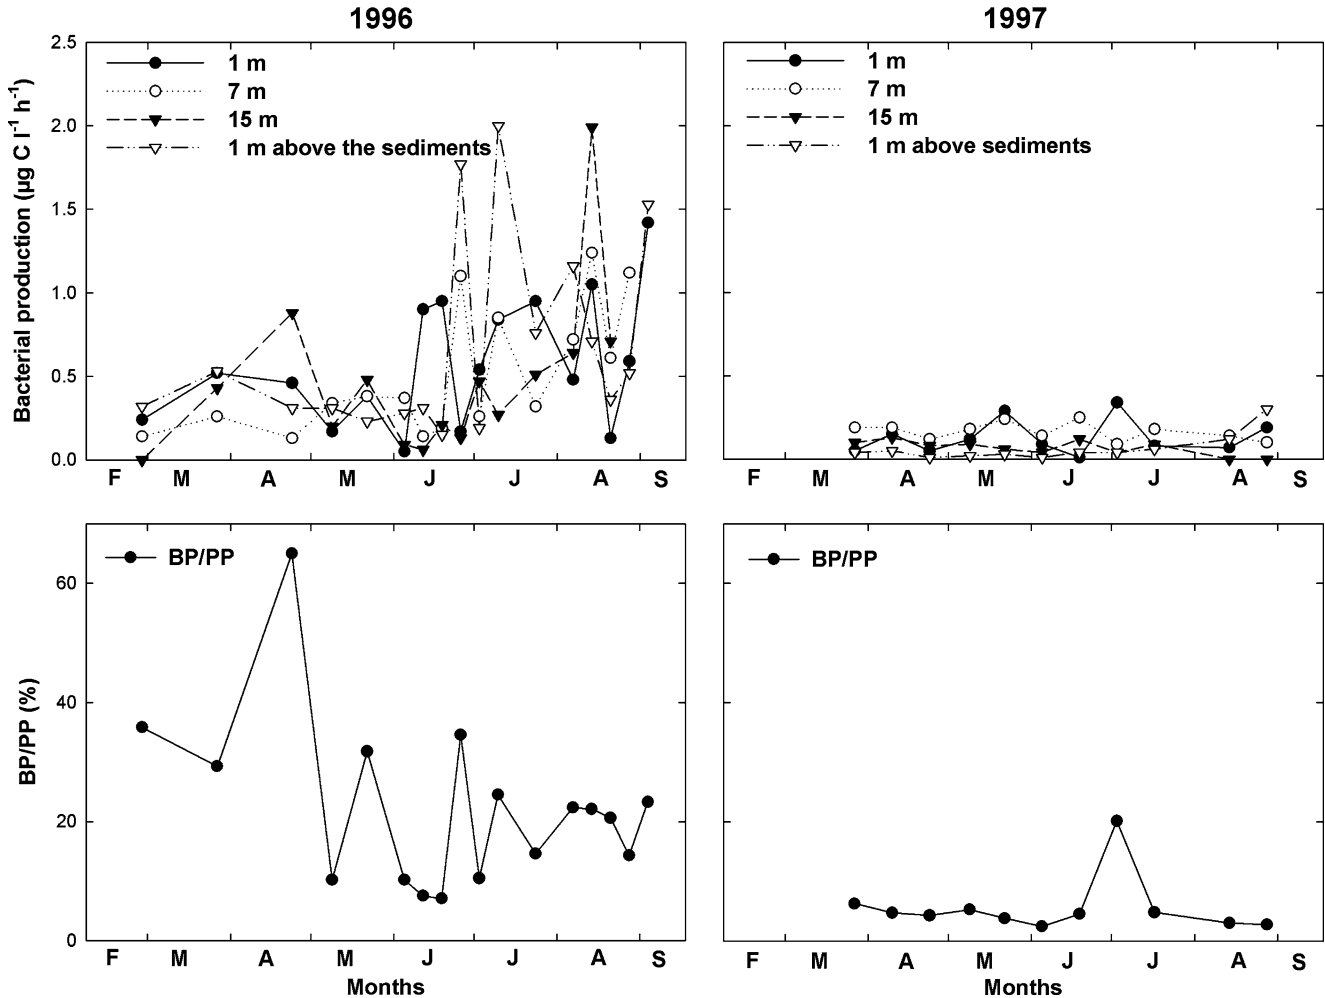 1996
1997
2.5
2.0
1.5
1.0
0.5
0.0
Bacterial production (µg C l⁻¹ h⁻¹)
1 m
7 m
15 m
1 m above the sediments
F M A M J J A S
1 m
7 m
15 m
1 m above sediments
F M A M J J A S
60
40
20
0
BP/PP (%)
BP/PP
F M A M J J A S
Months
BP/PP
F M A M J J A S
Months